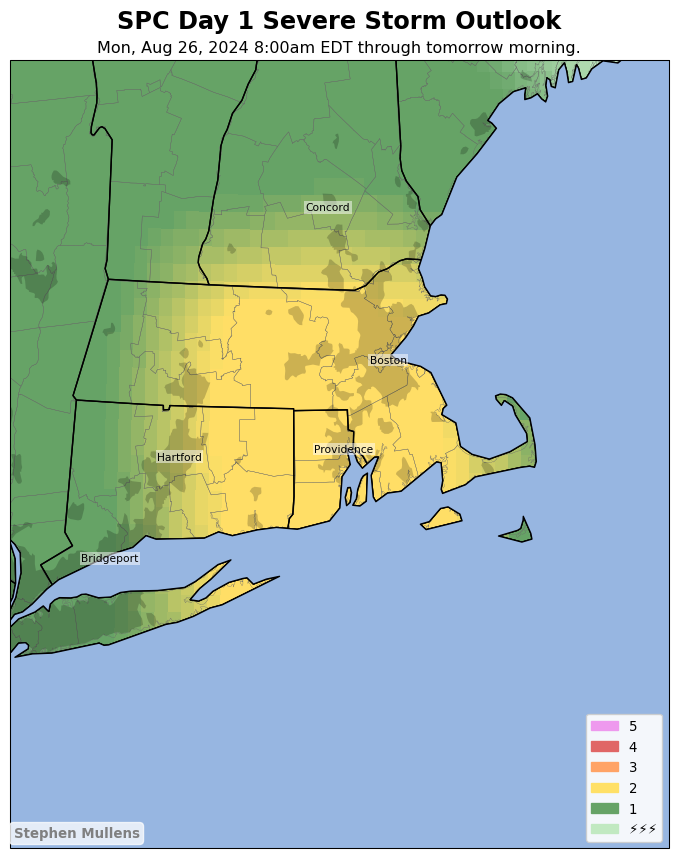 SPC Day 1 Severe Storm Outlook
Mon, Aug 26, 2024 8:00am EDT through tomorrow morning.
Concord
Boston
Providence
Hartford
Bridgeport
5
4
3
2
1
⚡⚡⚡
Stephen Mullens